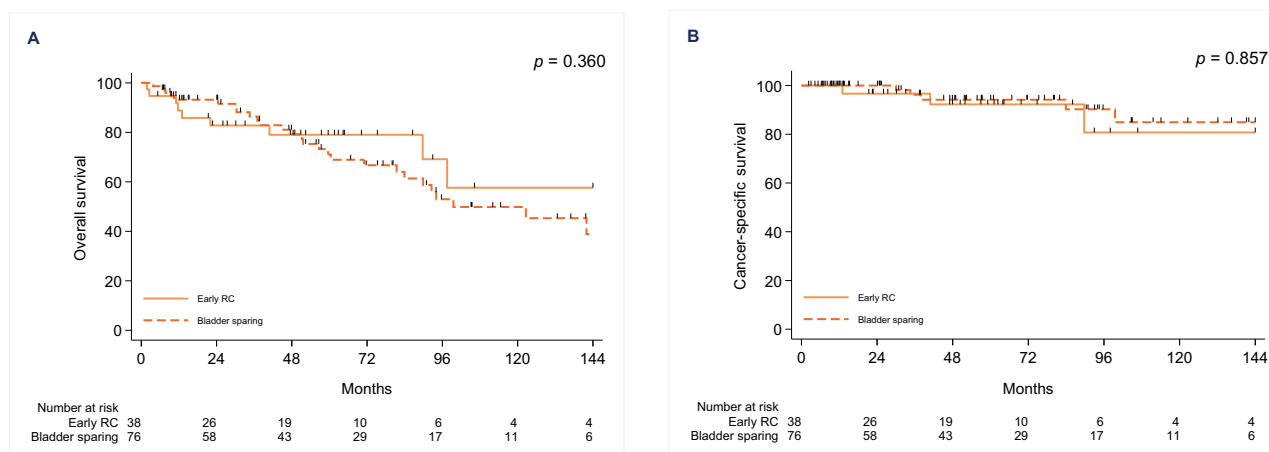 A
p = 0.360
Overall survival
100
80
60
40
20
0
Early RC
Bladder sparing
0 24 48 72 96 120 144
Months
Number at risk
Early RC 38 26 19 10 6 4 4
Bladder sparing 76 58 43 29 17 11 6
B
p = 0.857
Cancer-specific survival
100
80
60
40
20
0
Early RC
Bladder sparing
0 24 48 72 96 120 144
Months
Number at risk
Early RC 38 26 19 10 6 4 4
Bladder sparing 76 58 43 29 17 11 6